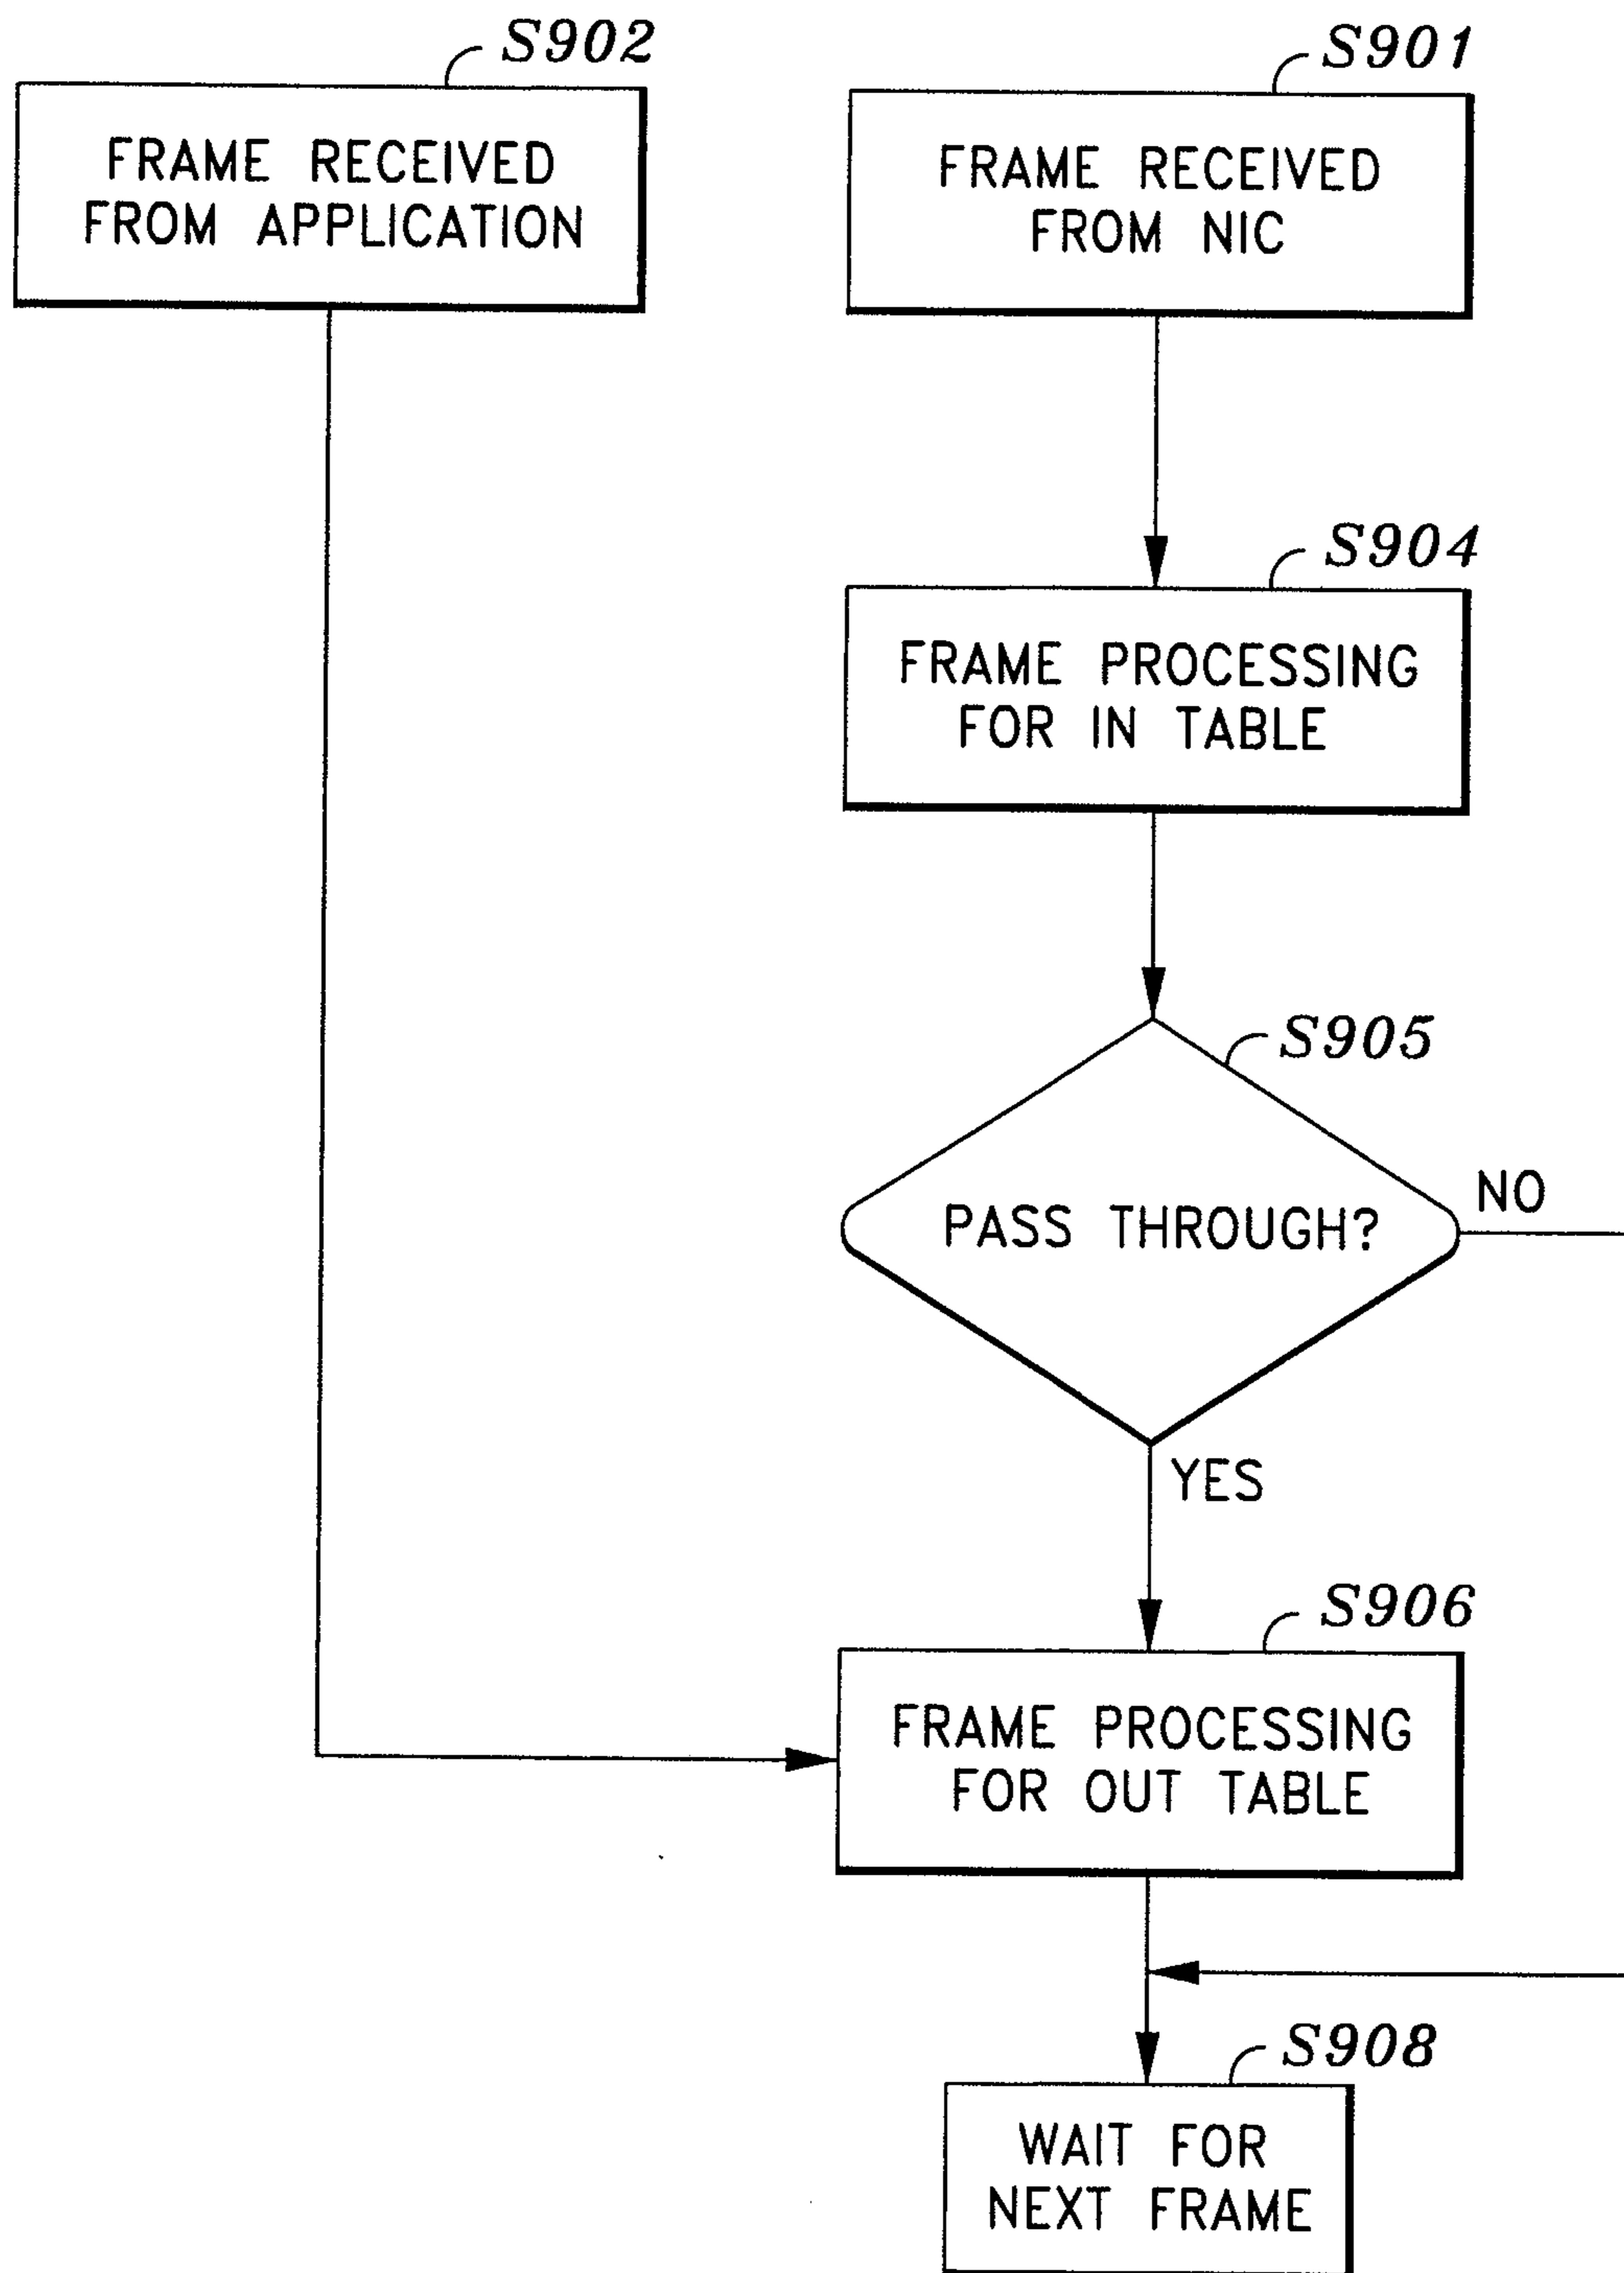 S902
FRAME RECEIVED
FROM APPLICATION
S901
FRAME RECEIVED
FROM NIC
S904
FRAME PROCESSING
FOR IN TABLE
S905
PASS THROUGH?
NO
YES
S906
FRAME PROCESSING
FOR OUT TABLE
S908
WAIT FOR
NEXT FRAME